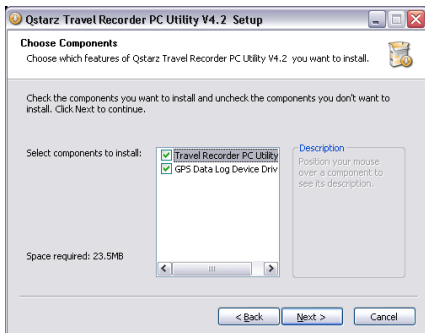 Qstarz Travel Recorder PC Utility V4.2 Setup
Choose Components
Choose which features of Qstarz Travel Recorder PC Utility V4.2 you want to install.
Check the components you want to install and uncheck the components you don't want to
install. Click Next to continue.
Select components to install:
Travel Recorder PC Utility
GPS Data Log Device Driv
Description
Position your mouse
over a component to
see its description.
Space required: 23.5MB
< Back
Next >
Cancel